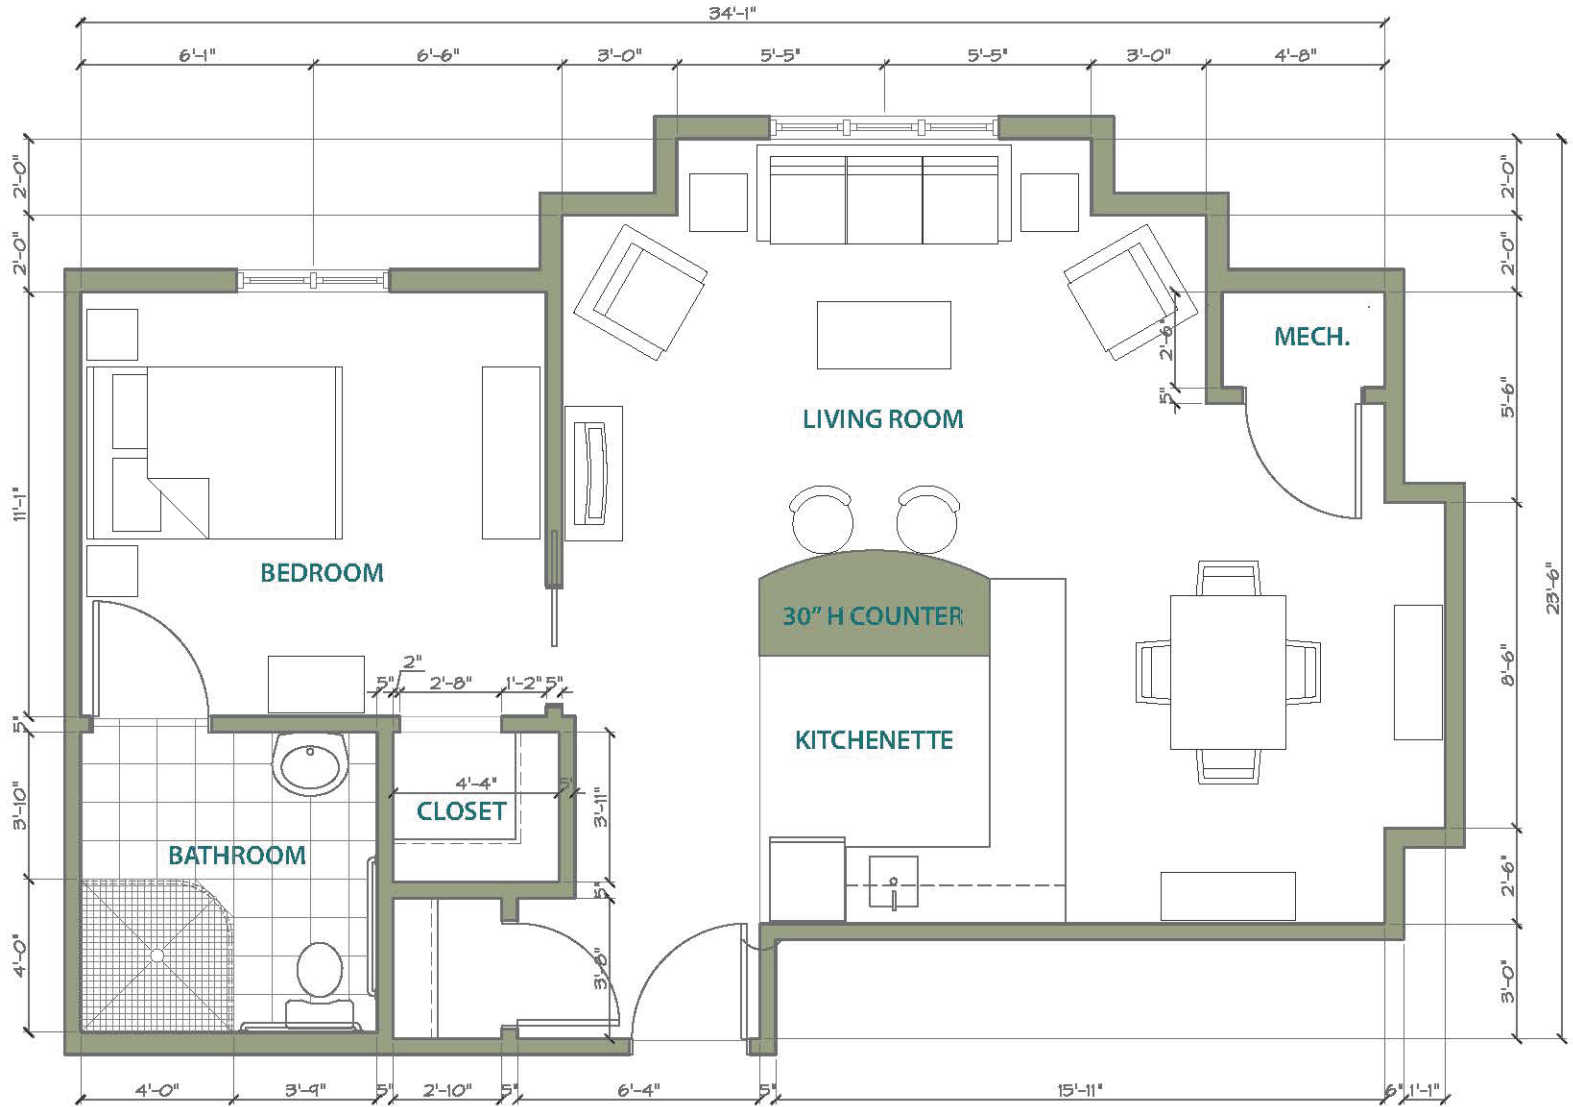 34'-1"
6'-1" 6'-6" 3'-0" 5'-5" 5'-5" 3'-0" 4'-8"
2'-0" 2'-0"
2'-0" 2'-0"
MECH.
2'-6"
5"
5'-6"
LIVING ROOM
11'-1"
BEDROOM
23'-6"
30" H COUNTER
8'-6"
2"
5" 2'-8" 1'-2" 5"
5"
KITCHENETTE
4'-4" 5"
3'-10" 3'-11"
CLOSET
BATHROOM
5"
2'-6"
4'-0" 3'-8" 3'-0"
4'-0" 3'-9" 5" 2'-10" 5" 6'-4" 5" 15'-11" 6" 1'-1"